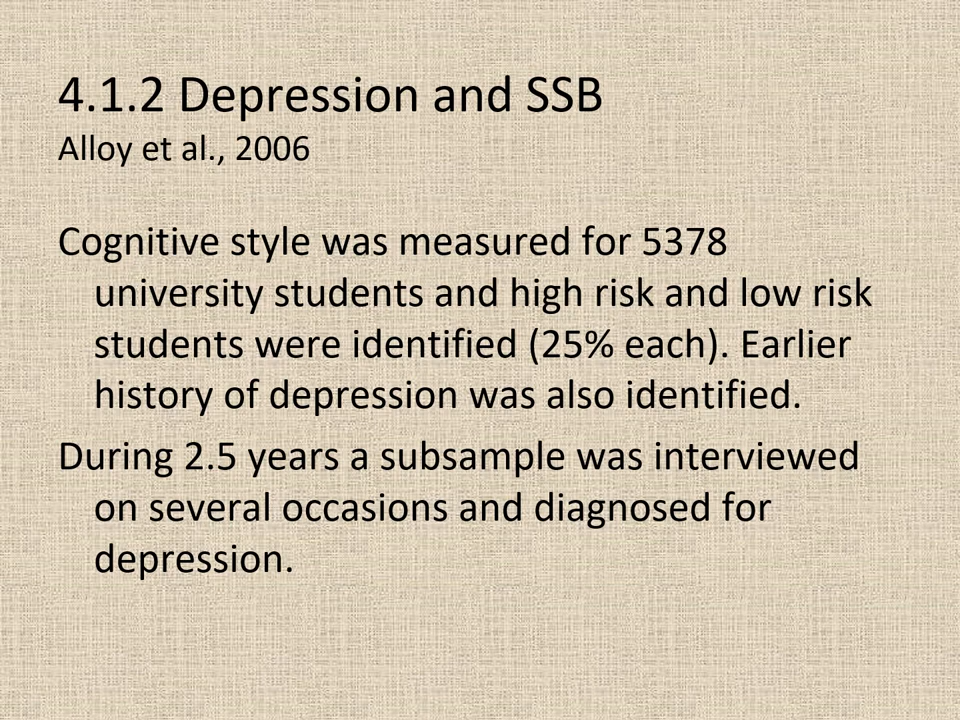 4.1.2 Depression and SSB
Alloy et al., 2006
Cognitive style was measured for 5378
university students and high risk and low risk
students were identified (25% each). Earlier
history of depression was also identified.
During 2.5 years a subsample was interviewed
on several occasions and diagnosed for
depression.